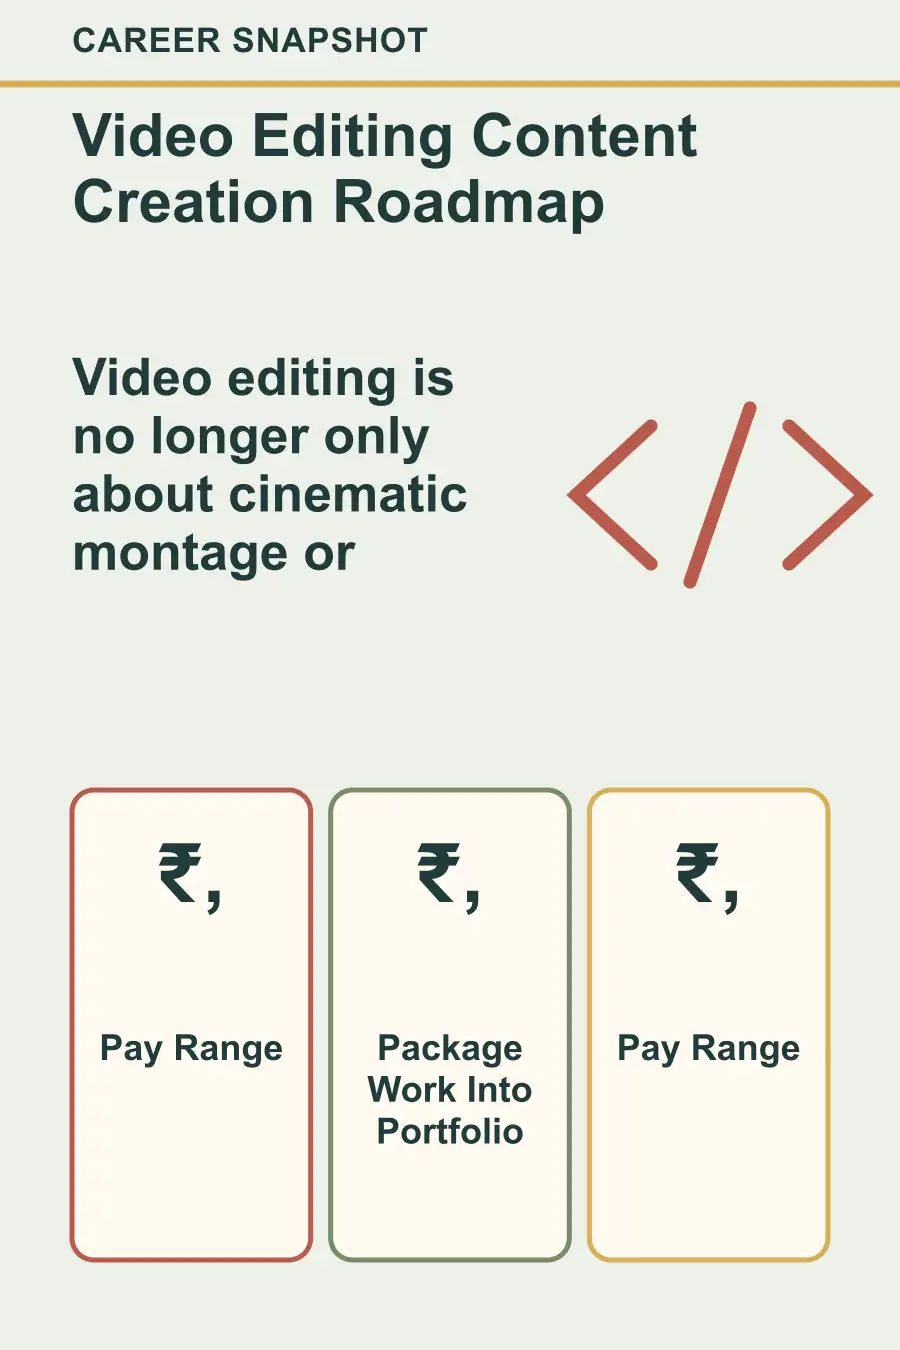 CAREER SNAPSHOT
Video Editing Content
Creation Roadmap
Video editing is
no longer only
about cinematic
montage or
</>
₹,
Pay Range
₹,
Package
Work Into
Portfolio
₹,
Pay Range